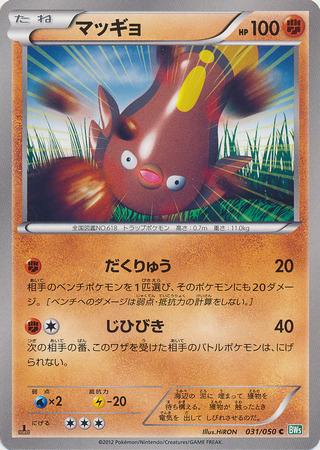 たね
マッギョ
HP 100
全国図鑑NO.618 トラップポケモン 高さ:0.7m 重さ:11.0kg
だくりゅう 20
相手のベンチポケモンを1匹選び、そのポケモンにも20ダメージ。
[ベンチへのダメージは弱点・抵抗力の計算をしない。]
じひびき 40
次の相手の番、このワザを受けた相手のバトルポケモンは、にげられない。
弱点 ×2
抵抗力 -20
にげる
海辺の泥に埋まって獲物を
待ち構える。獲物が触ったとき
電気を出してしびれさせるのだ。
Illus.HiRON
031/050 C
BWs
©2012 Pokémon/Nintendo/Creatures/GAME FREAK.